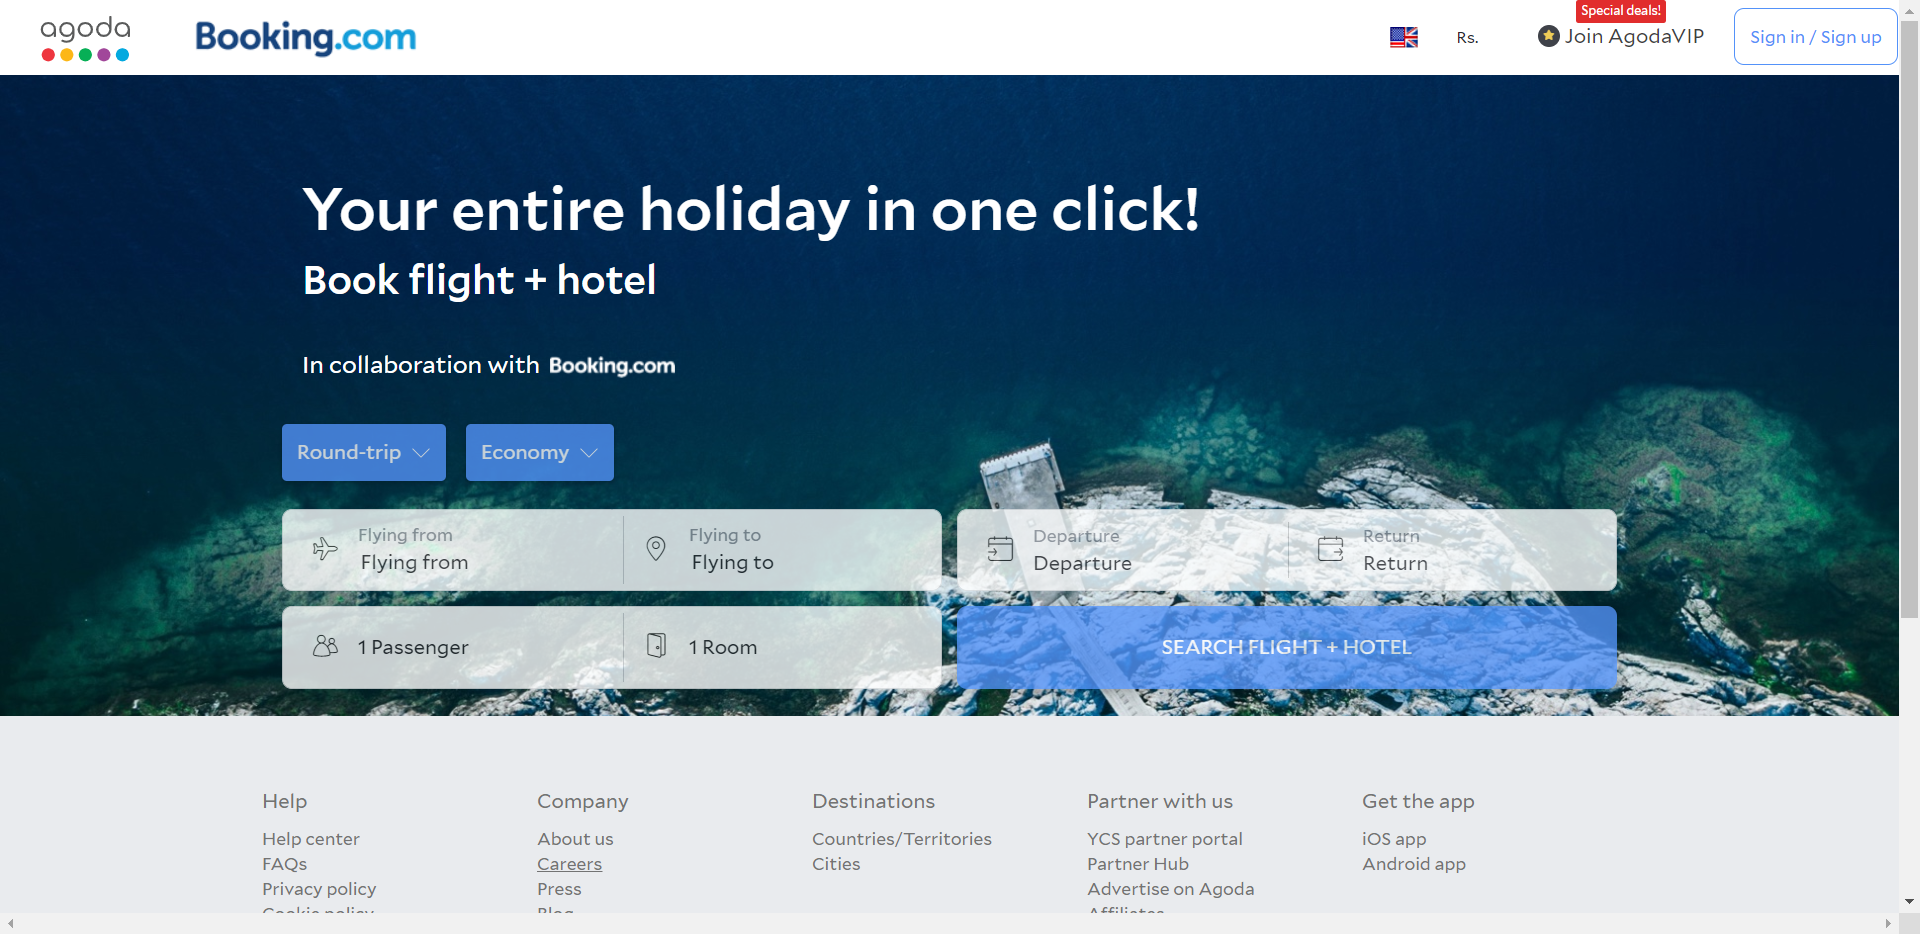 agoda
Booking.com
Rs.
Special deals!
Join AgodaVIP
Sign in / Sign up
Your entire holiday in one click!
Book flight + hotel
In collaboration with Booking.com
Round-trip
Economy
Flying from
Flying from
Flying to
Flying to
Departure
Departure
Return
Return
1 Passenger
1 Room
SEARCH FLIGHT + HOTEL
Help
Help center
FAQs
Privacy policy
Cookie policy
Company
About us
Careers
Press
Blog
Destinations
Countries/Territories
Cities
Partner with us
YCS partner portal
Partner Hub
Advertise on Agoda
Affiliates
Get the app
iOS app
Android app